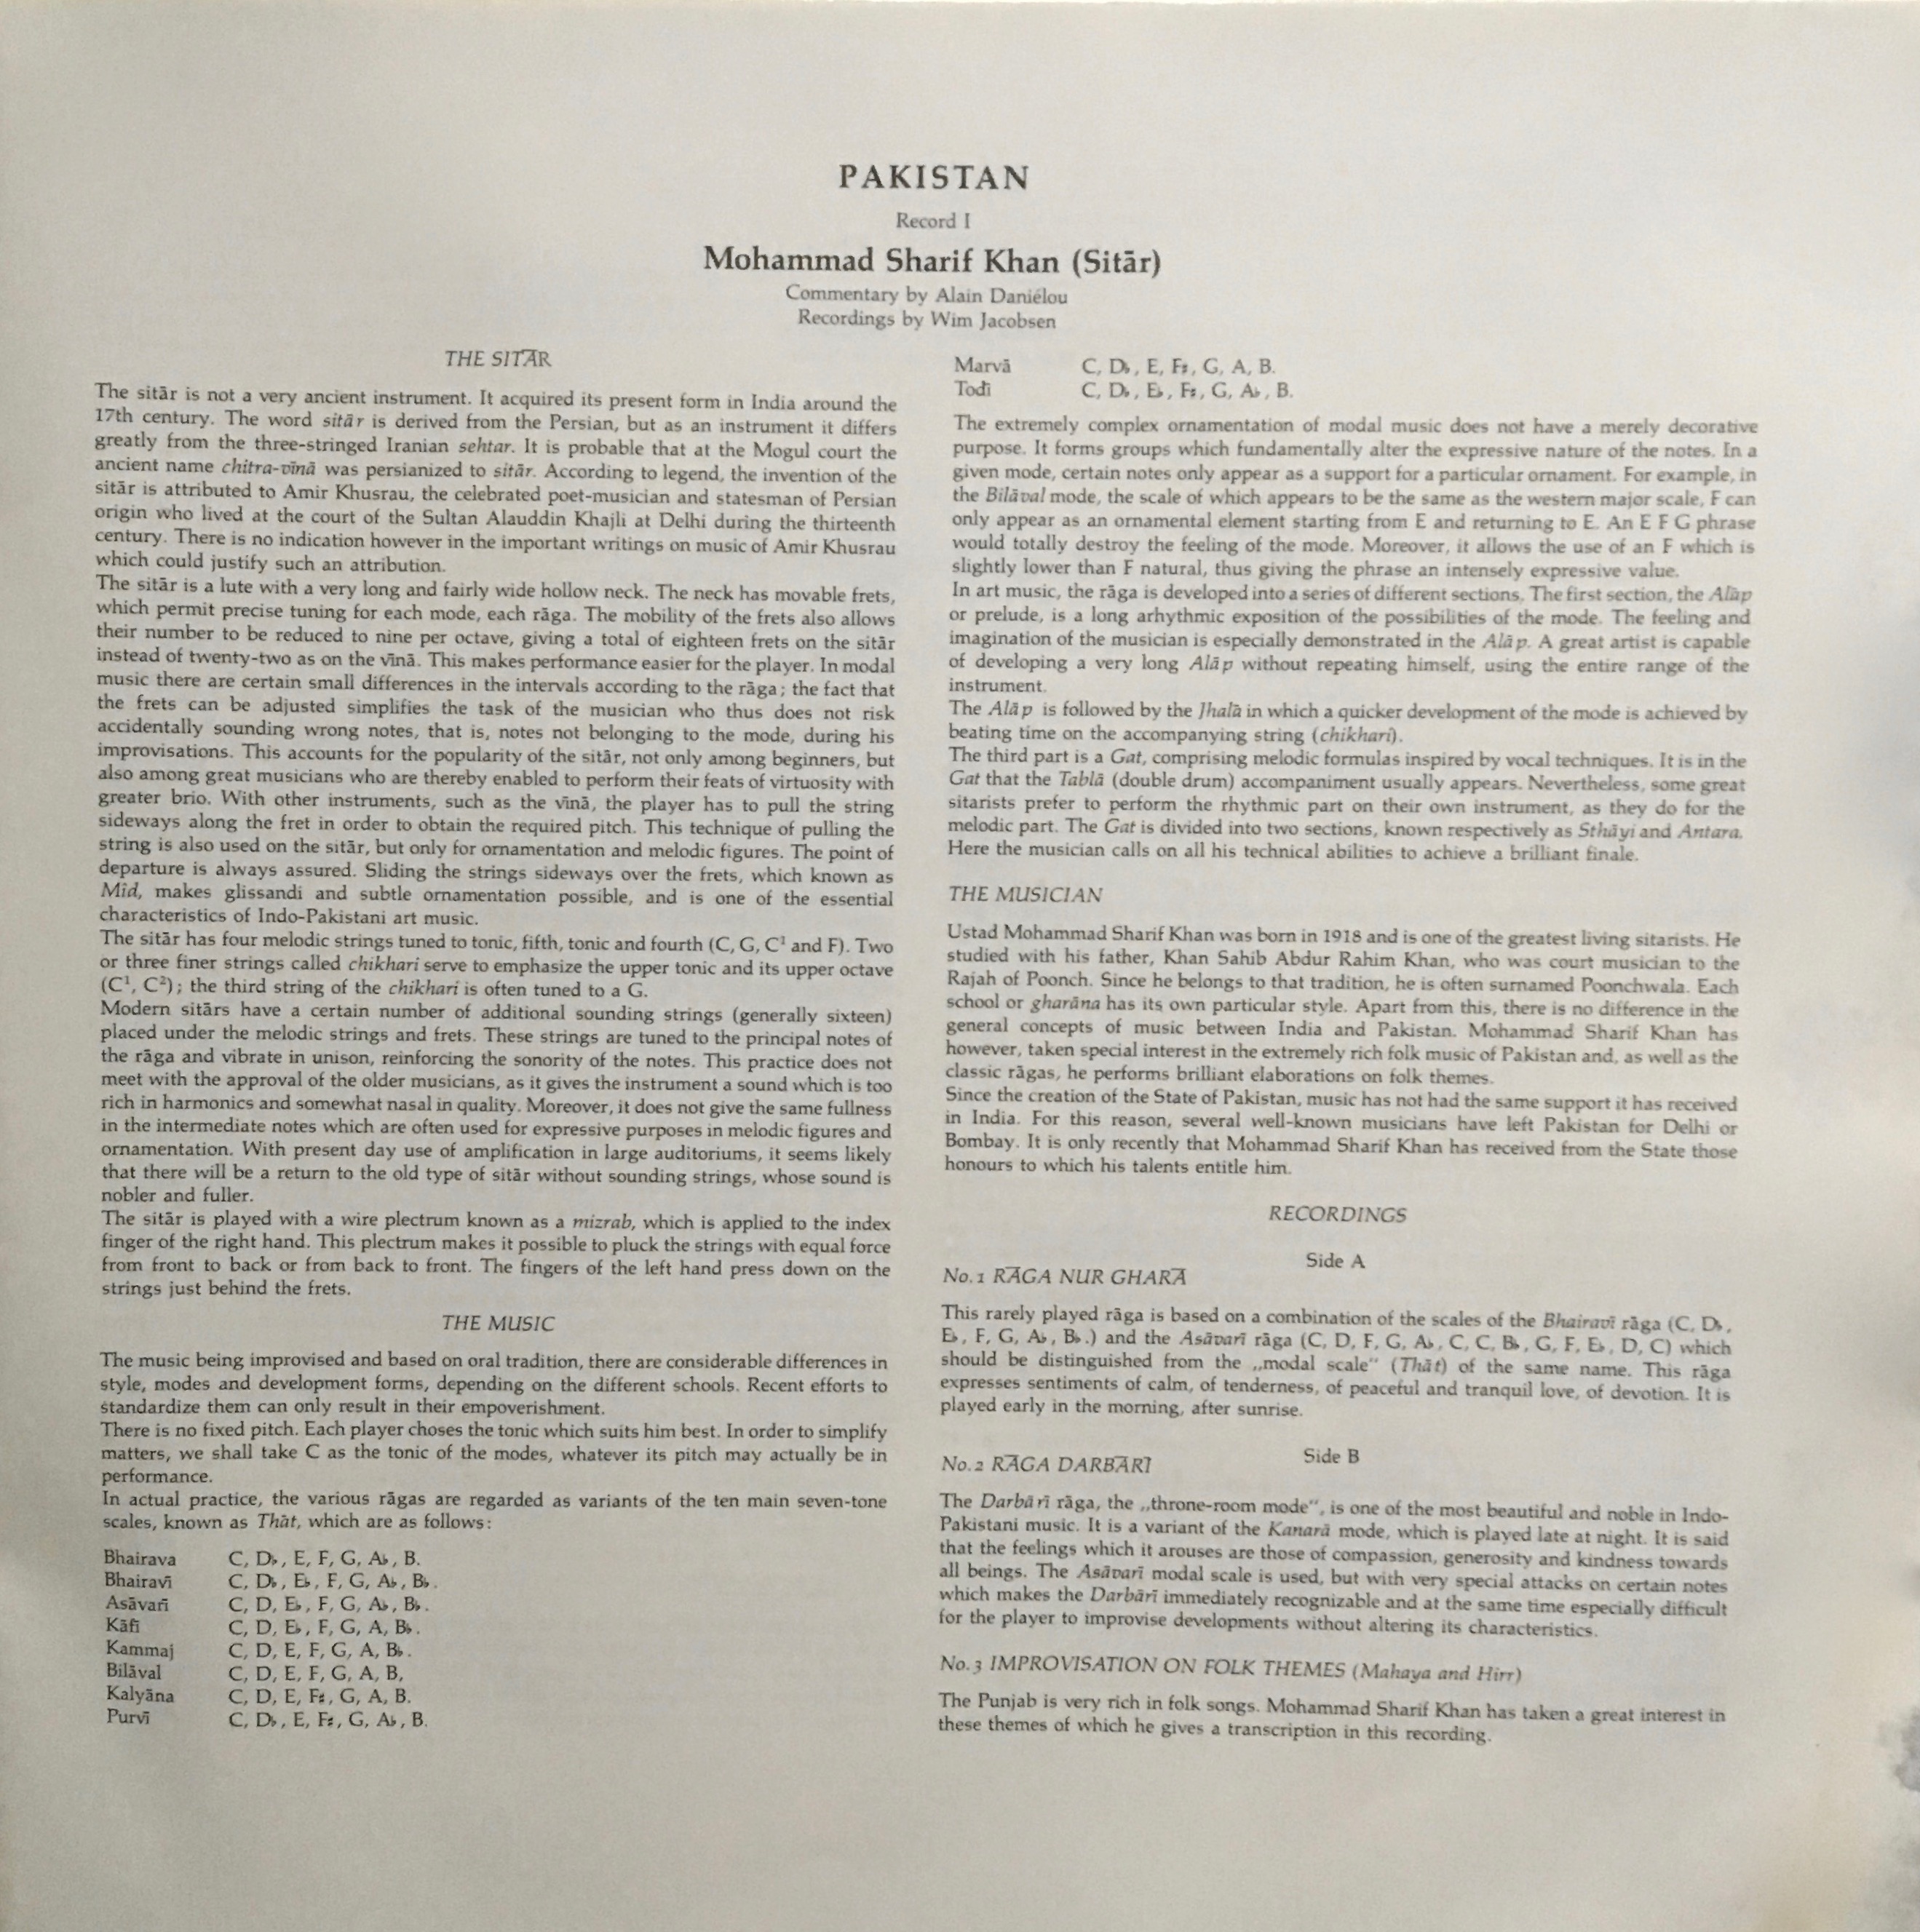 PAKISTAN
Record I
Mohammad Sharif Khan (Sitār)
Commentary by Alain Daniélou
Recordings by Wim Jacobsen
THE SITĀR
The sitār is not a very ancient instrument. It acquired its present form in India around the
17th century. The word sitār is derived from the Persian, but as an instrument it differs
greatly from the three-stringed Iranian sehtar. It is probable that at the Mogul court the
ancient name chitra-vīnā was persianized to sitār. According to legend, the invention of the
sitār is attributed to Amir Khusrau, the celebrated poet-musician and statesman of Persian
origin who lived at the court of the Sultan Alauddin Khajli at Delhi during the thirteenth
century. There is no indication however in the important writings on music of Amir Khusrau
which could justify such an attribution.
The sitār is a lute with a very long and fairly wide hollow neck. The neck has movable frets,
which permit precise tuning for each mode, each rāga. The mobility of the frets also allows
their number to be reduced to nine per octave, giving a total of eighteen frets on the sitār
instead of twenty-two as on the vīnā. This makes performance easier for the player. In modal
music there are certain small differences in the intervals according to the rāga; the fact that
the frets can be adjusted simplifies the task of the musician who thus does not risk
accidentally sounding wrong notes, that is, notes not belonging to the mode, during his
improvisations. This accounts for the popularity of the sitār, not only among beginners, but
also among great musicians who are thereby enabled to perform their feats of virtuosity with
greater brio. With other instruments, such as the vīnā, the player has to pull the string
sideways along the fret in order to obtain the required pitch. This technique of pulling the
string is also used on the sitār, but only for ornamentation and melodic figures. The point of
departure is always assured. Sliding the strings sideways over the frets, which known as
Mīd, makes glissandi and subtle ornamentation possible, and is one of the essential
characteristics of Indo-Pakistani art music.
The sitār has four melodic strings tuned to tonic, fifth, tonic and fourth (C, G, C¹ and F). Two
or three finer strings called chikhari serve to emphasize the upper tonic and its upper octave
(C¹, C²); the third string of the chikhari is often tuned to a G.
Modern sitārs have a certain number of additional sounding strings (generally sixteen)
placed under the melodic strings and frets. These strings are tuned to the principal notes of
the rāga and vibrate in unison, reinforcing the sonority of the notes. This practice does not
meet with the approval of the older musicians, as it gives the instrument a sound which is too
rich in harmonics and somewhat nasal in quality. Moreover, it does not give the same fullness
in the intermediate notes which are often used for expressive purposes in melodic figures and
ornamentation. With present day use of amplification in large auditoriums, it seems likely
that there will be a return to the old type of sitār without sounding strings, whose sound is
nobler and fuller.
The sitār is played with a wire plectrum known as a mizrab, which is applied to the index
finger of the right hand. This plectrum makes it possible to pluck the strings with equal force
from front to back or from back to front. The fingers of the left hand press down on the
strings just behind the frets.
THE MUSIC
The music being improvised and based on oral tradition, there are considerable differences in
style, modes and development forms, depending on the different schools. Recent efforts to
standardize them can only result in their empoverishment.
There is no fixed pitch. Each player choses the tonic which suits him best. In order to simplify
matters, we shall take C as the tonic of the modes, whatever its pitch may actually be in
performance.
In actual practice, the various rāgas are regarded as variants of the ten main seven-tone
scales, known as Thāt, which are as follows:
Bhairava C, D♭, E, F, G, A♭, B.
Bhairavī C, D♭, E♭, F, G, A♭, B♭.
Asāvarī C, D, E♭, F, G, A♭, B♭.
Kāfī C, D, E♭, F, G, A, B♭.
Kammaj C, D, E, F, G, A, B♭.
Bilāval C, D, E, F, G, A, B,
Kalyāna C, D, E, F♯, G, A, B.
Purvī C, D♭, E, F♯, G, A♭, B.
Marvā C, D♭, E, F♯, G, A, B.
Todī C, D♭, E♭, F♯, G, A♭, B.
The extremely complex ornamentation of modal music does not have a merely decorative
purpose. It forms groups which fundamentally alter the expressive nature of the notes. In a
given mode, certain notes only appear as a support for a particular ornament. For example, in
the Bilāval mode, the scale of which appears to be the same as the western major scale, F can
only appear as an ornamental element starting from E and returning to E. An E F G phrase
would totally destroy the feeling of the mode. Moreover, it allows the use of an F which is
slightly lower than F natural, thus giving the phrase an intensely expressive value.
In art music, the rāga is developed into a series of different sections. The first section, the Alāp
or prelude, is a long arhythmic exposition of the possibilities of the mode. The feeling and
imagination of the musician is especially demonstrated in the Alāp. A great artist is capable
of developing a very long Alāp without repeating himself, using the entire range of the
instrument.
The Alāp is followed by the Jhalā in which a quicker development of the mode is achieved by
beating time on the accompanying string (chikhari).
The third part is a Gat, comprising melodic formulas inspired by vocal techniques. It is in the
Gat that the Tablā (double drum) accompaniment usually appears. Nevertheless, some great
sitarists prefer to perform the rhythmic part on their own instrument, as they do for the
melodic part. The Gat is divided into two sections, known respectively as Sthāyi and Antara.
Here the musician calls on all his technical abilities to achieve a brilliant finale.
THE MUSICIAN
Ustad Mohammad Sharif Khan was born in 1918 and is one of the greatest living sitarists. He
studied with his father, Khan Sahib Abdur Rahim Khan, who was court musician to the
Rajah of Poonch. Since he belongs to that tradition, he is often surnamed Poonchwala. Each
school or gharāna has its own particular style. Apart from this, there is no difference in the
general concepts of music between India and Pakistan. Mohammad Sharif Khan has
however, taken special interest in the extremely rich folk music of Pakistan and, as well as the
classic rāgas, he performs brilliant elaborations on folk themes.
Since the creation of the State of Pakistan, music has not had the same support it has received
in India. For this reason, several well-known musicians have left Pakistan for Delhi or
Bombay. It is only recently that Mohammad Sharif Khan has received from the State those
honours to which his talents entitle him.
RECORDINGS
Side A
No. 1 RĀGA NUR GHARĀ
This rarely played rāga is based on a combination of the scales of the Bhairavī rāga (C, D♭,
E♭, F, G, A♭, B♭.) and the Asāvarī rāga (C, D, F, G, A♭, C, C, B♭, G, F, E♭, D, C) which
should be distinguished from the „modal scale“ (Thāt) of the same name. This rāga
expresses sentiments of calm, of tenderness, of peaceful and tranquil love, of devotion. It is
played early in the morning, after sunrise.
Side B
No. 2 RĀGA DARBĀRĪ
The Darbārī rāga, the „throne-room mode“, is one of the most beautiful and noble in Indo-
Pakistani music. It is a variant of the Kanarā mode, which is played late at night. It is said
that the feelings which it arouses are those of compassion, generosity and kindness towards
all beings. The Asāvarī modal scale is used, but with very special attacks on certain notes
which makes the Darbārī immediately recognizable and at the same time especially difficult
for the player to improvise developments without altering its characteristics.
No. 3 IMPROVISATION ON FOLK THEMES (Mahaya and Hirr)
The Punjab is very rich in folk songs. Mohammad Sharif Khan has taken a great interest in
these themes of which he gives a transcription in this recording.